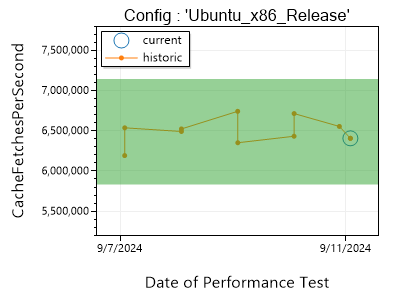 Config : 'Ubuntu_x86_Release'
current
historic
CacheFetchesPerSecond
7,500,000
7,000,000
6,500,000
6,000,000
5,500,000
9/7/2024
9/11/2024
Date of Performance Test